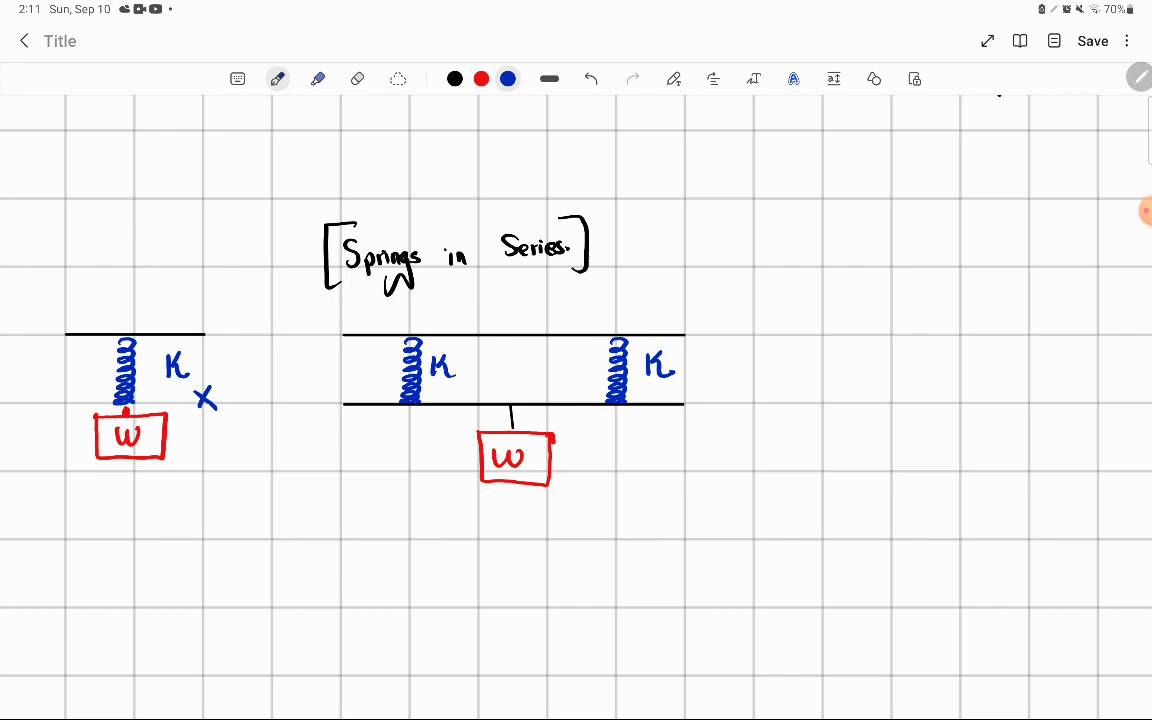 2:11 Sun, Sep 10
70%
Title
Save
[Springs in Series.]
K
x
W
K
K
W